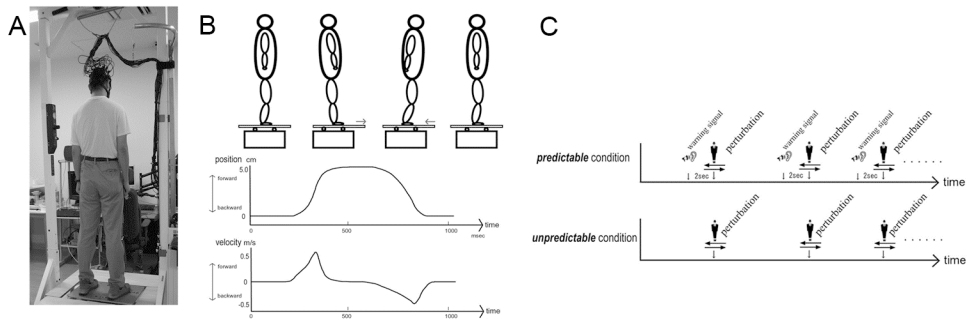 A
B
C
position cm
5.0
forward
backward
0
0
500
1000
time
msec
velocity m/s
0.5
forward
0
backward
-0.5
0
500
1000
time
predictable condition
warning signal
perturbation
warning signal
perturbation
warning signal
perturbation
2sec
2sec
2sec
......
time
unpredictable condition
perturbation
perturbation
perturbation
......
time